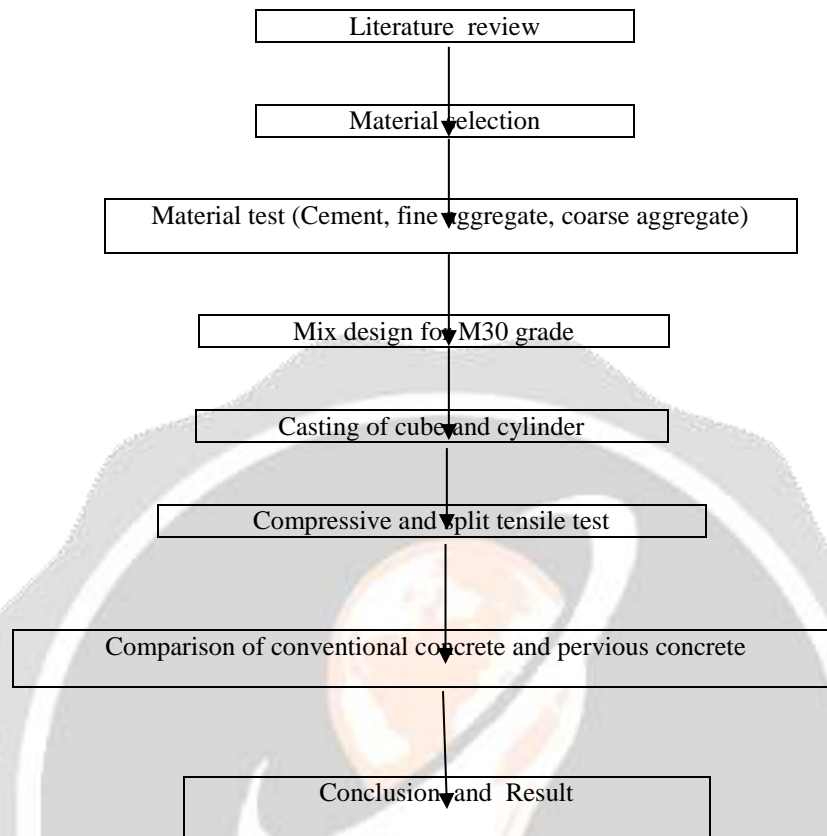 Literature review
Material selection
Material test (Cement, fine aggregate, coarse aggregate)
Mix design for M30 grade
Casting of cube and cylinder
Compressive and split tensile test
Comparison of conventional concrete and pervious concrete
Conclusion and Result